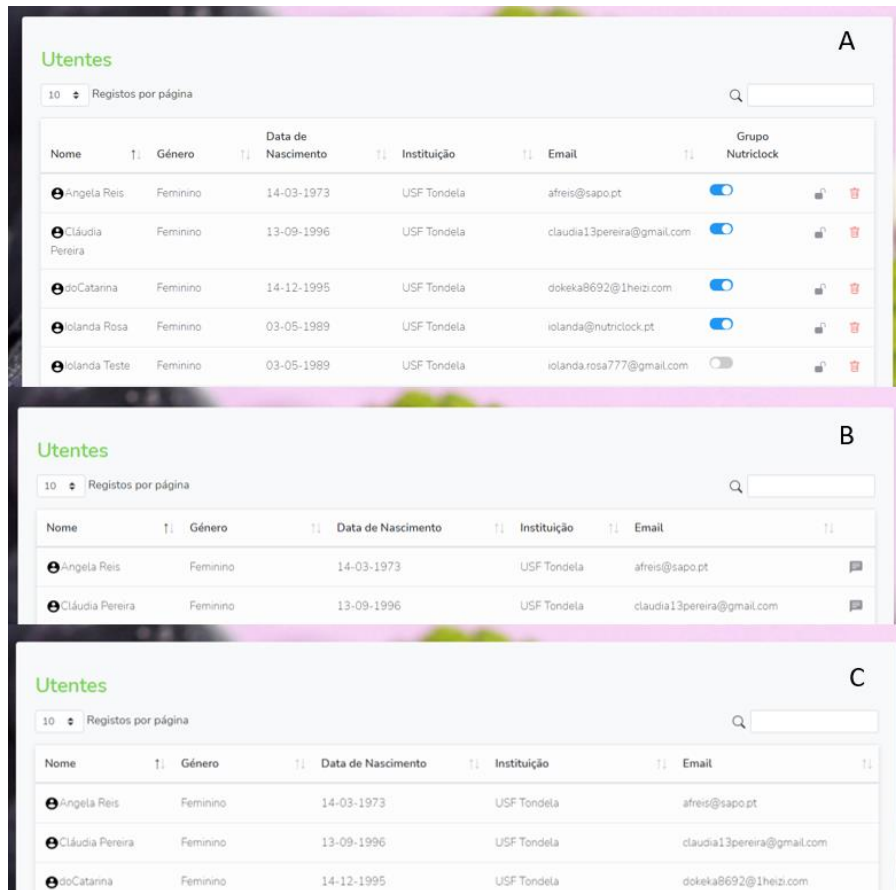 A
Utentes
10 Registos por página
Nome Género Data de Nascimento Instituição Email Grupo Nutriclock
Angela Reis Feminino 14-03-1973 USF Tondela afreis@sapo.pt
Cláudia Pereira Feminino 13-09-1996 USF Tondela claudia13pereira@gmail.com
doCatarina Feminino 14-12-1995 USF Tondela dokeka8692@1heizi.com
Iolanda Rosa Feminino 03-05-1989 USF Tondela iolanda@nutriclock.pt
Iolanda Teste Feminino 03-05-1989 USF Tondela iolanda.rosa777@gmail.com
B
Utentes
10 Registos por página
Nome Género Data de Nascimento Instituição Email
Angela Reis Feminino 14-03-1973 USF Tondela afreis@sapo.pt
Cláudia Pereira Feminino 13-09-1996 USF Tondela claudia13pereira@gmail.com
C
Utentes
10 Registos por página
Nome Género Data de Nascimento Instituição Email
Angela Reis Feminino 14-03-1973 USF Tondela afreis@sapo.pt
Cláudia Pereira Feminino 13-09-1996 USF Tondela claudia13pereira@gmail.com
doCatarina Feminino 14-12-1995 USF Tondela dokeka8692@1heizi.com